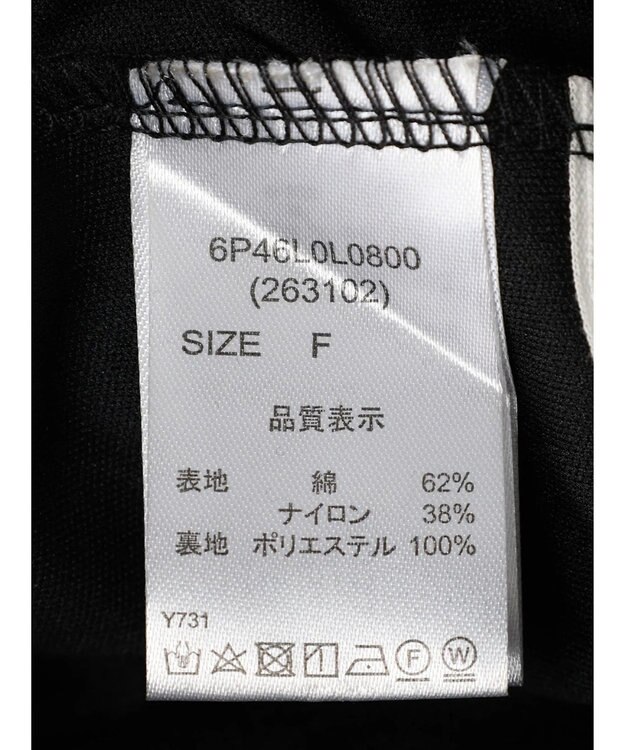 6P46L0L0800
(263102)
SIZE F
品質表示
表地 綿 62%
ナイロン 38%
裏地 ポリエステル 100%
Y731
F W